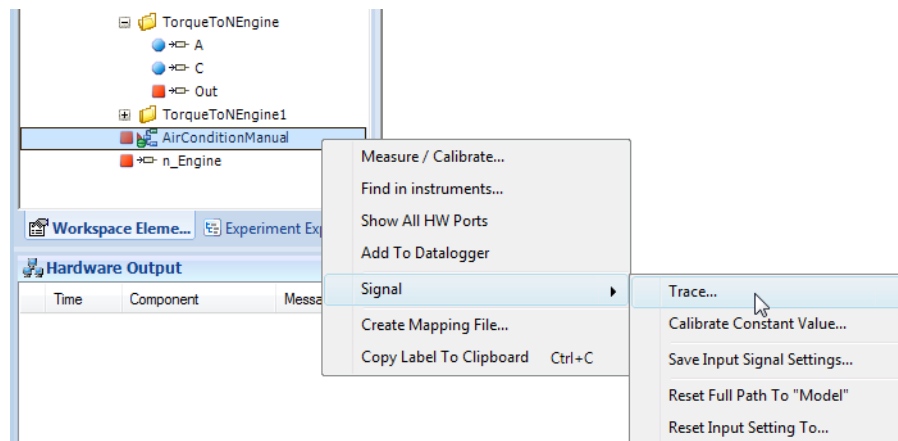 TorqueToNEngine
A
C
Out
TorqueToNEngine1
AirConditionManual
n_Engine
Workspace Eleme...
Experiment Exp
Hardware Output
Time Component Messa
Measure / Calibrate...
Find in instruments...
Show All HW Ports
Add To Datalogger
Signal
Create Mapping File...
Copy Label To Clipboard Ctrl+C
Trace...
Calibrate Constant Value...
Save Input Signal Settings...
Reset Full Path To "Model"
Reset Input Setting To...